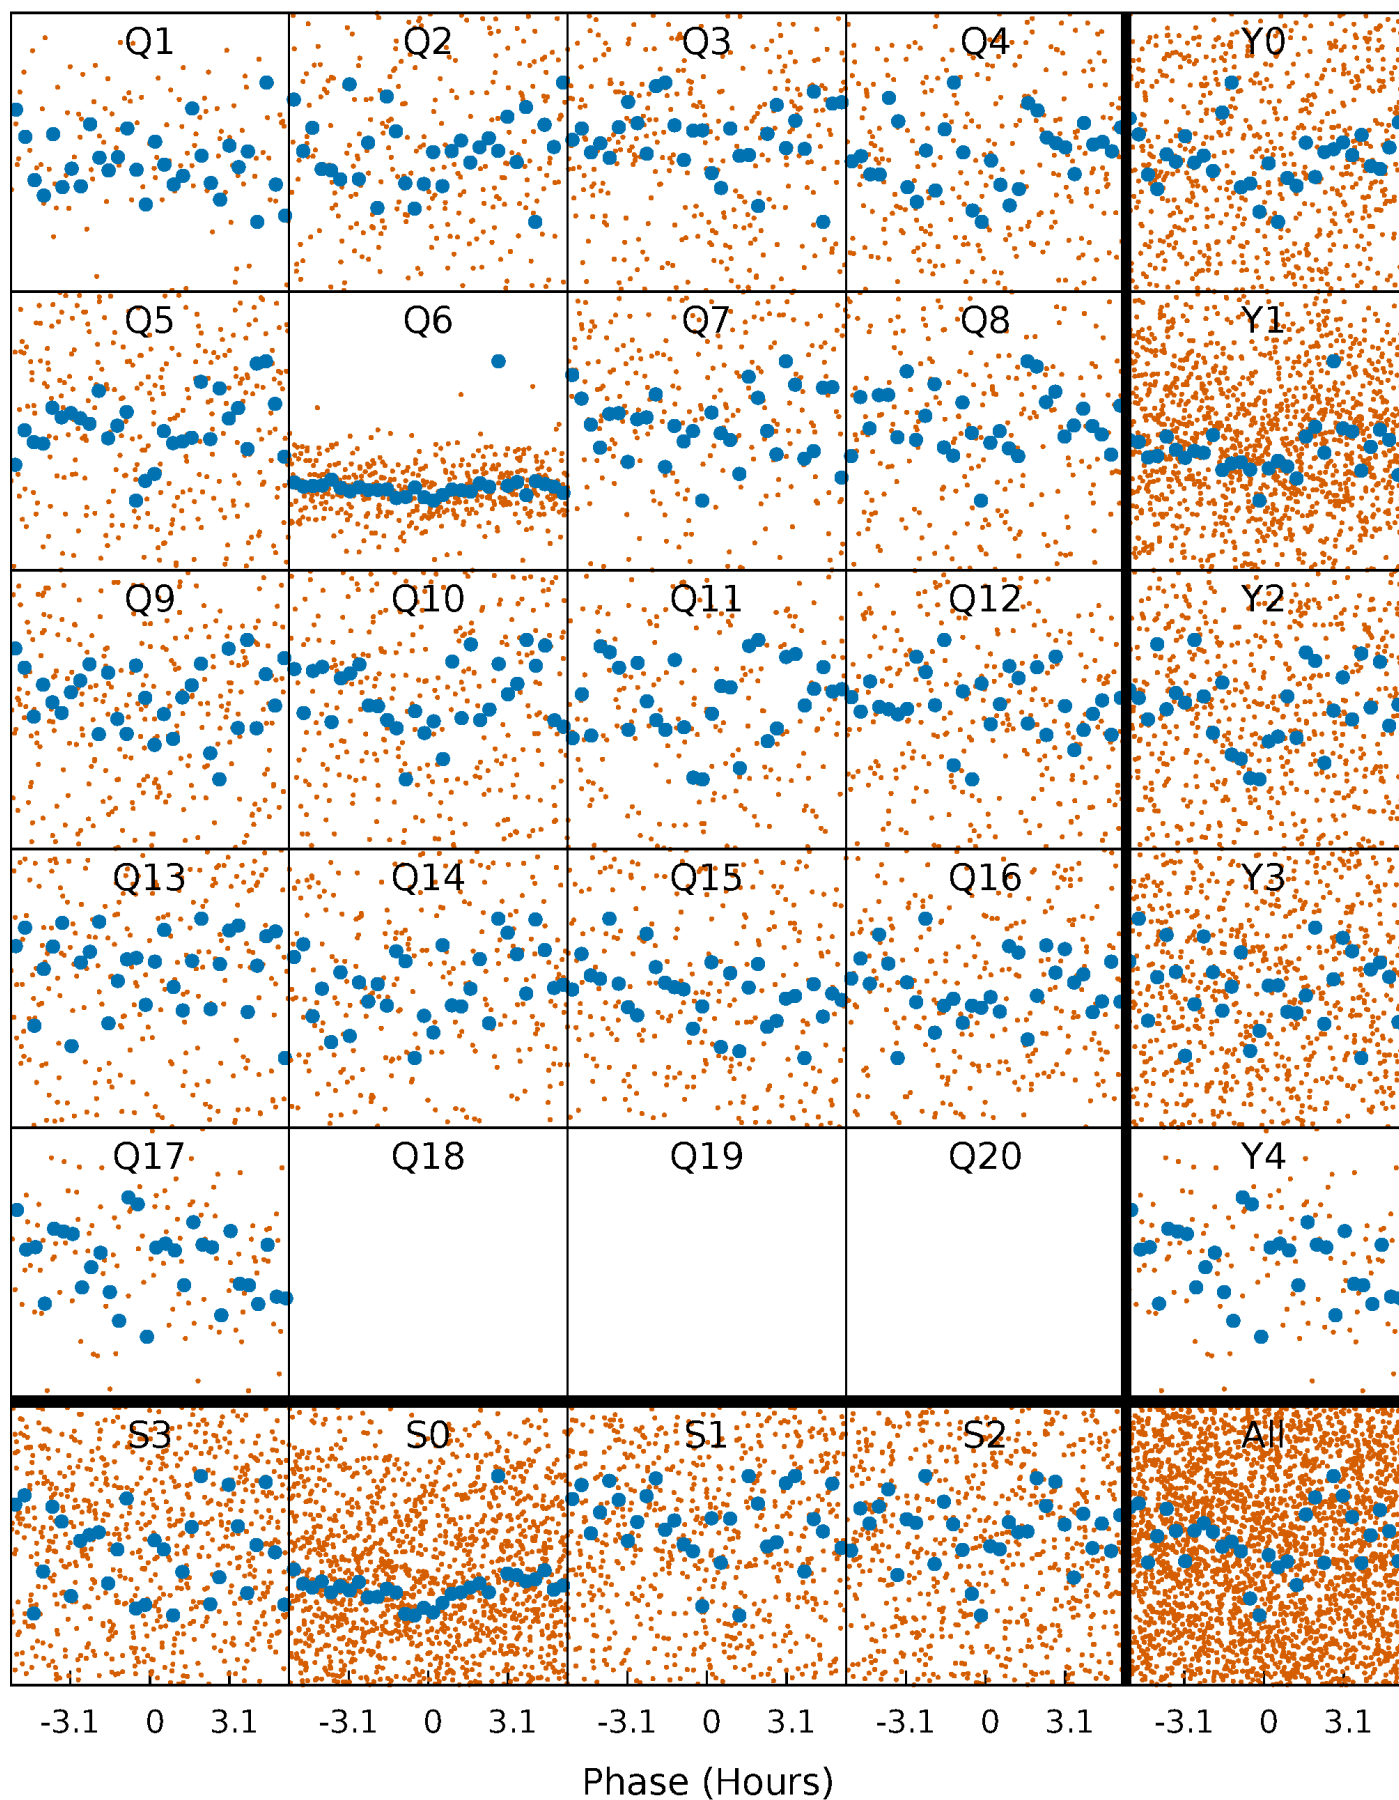 Q1 Q2 Q3 Q4 Y0
Q5 Q6 Q7 Q8 Y1
Q9 Q10 Q11 Q12 Y2
Q13 Q14 Q15 Q16 Y3
Q17 Q18 Q19 Q20 Y4
S3 S0 S1 S2 All
-3.1 0 3.1 -3.1 0 3.1 -3.1 0 3.1 -3.1 0 3.1 -3.1 0 3.1
Phase (Hours)